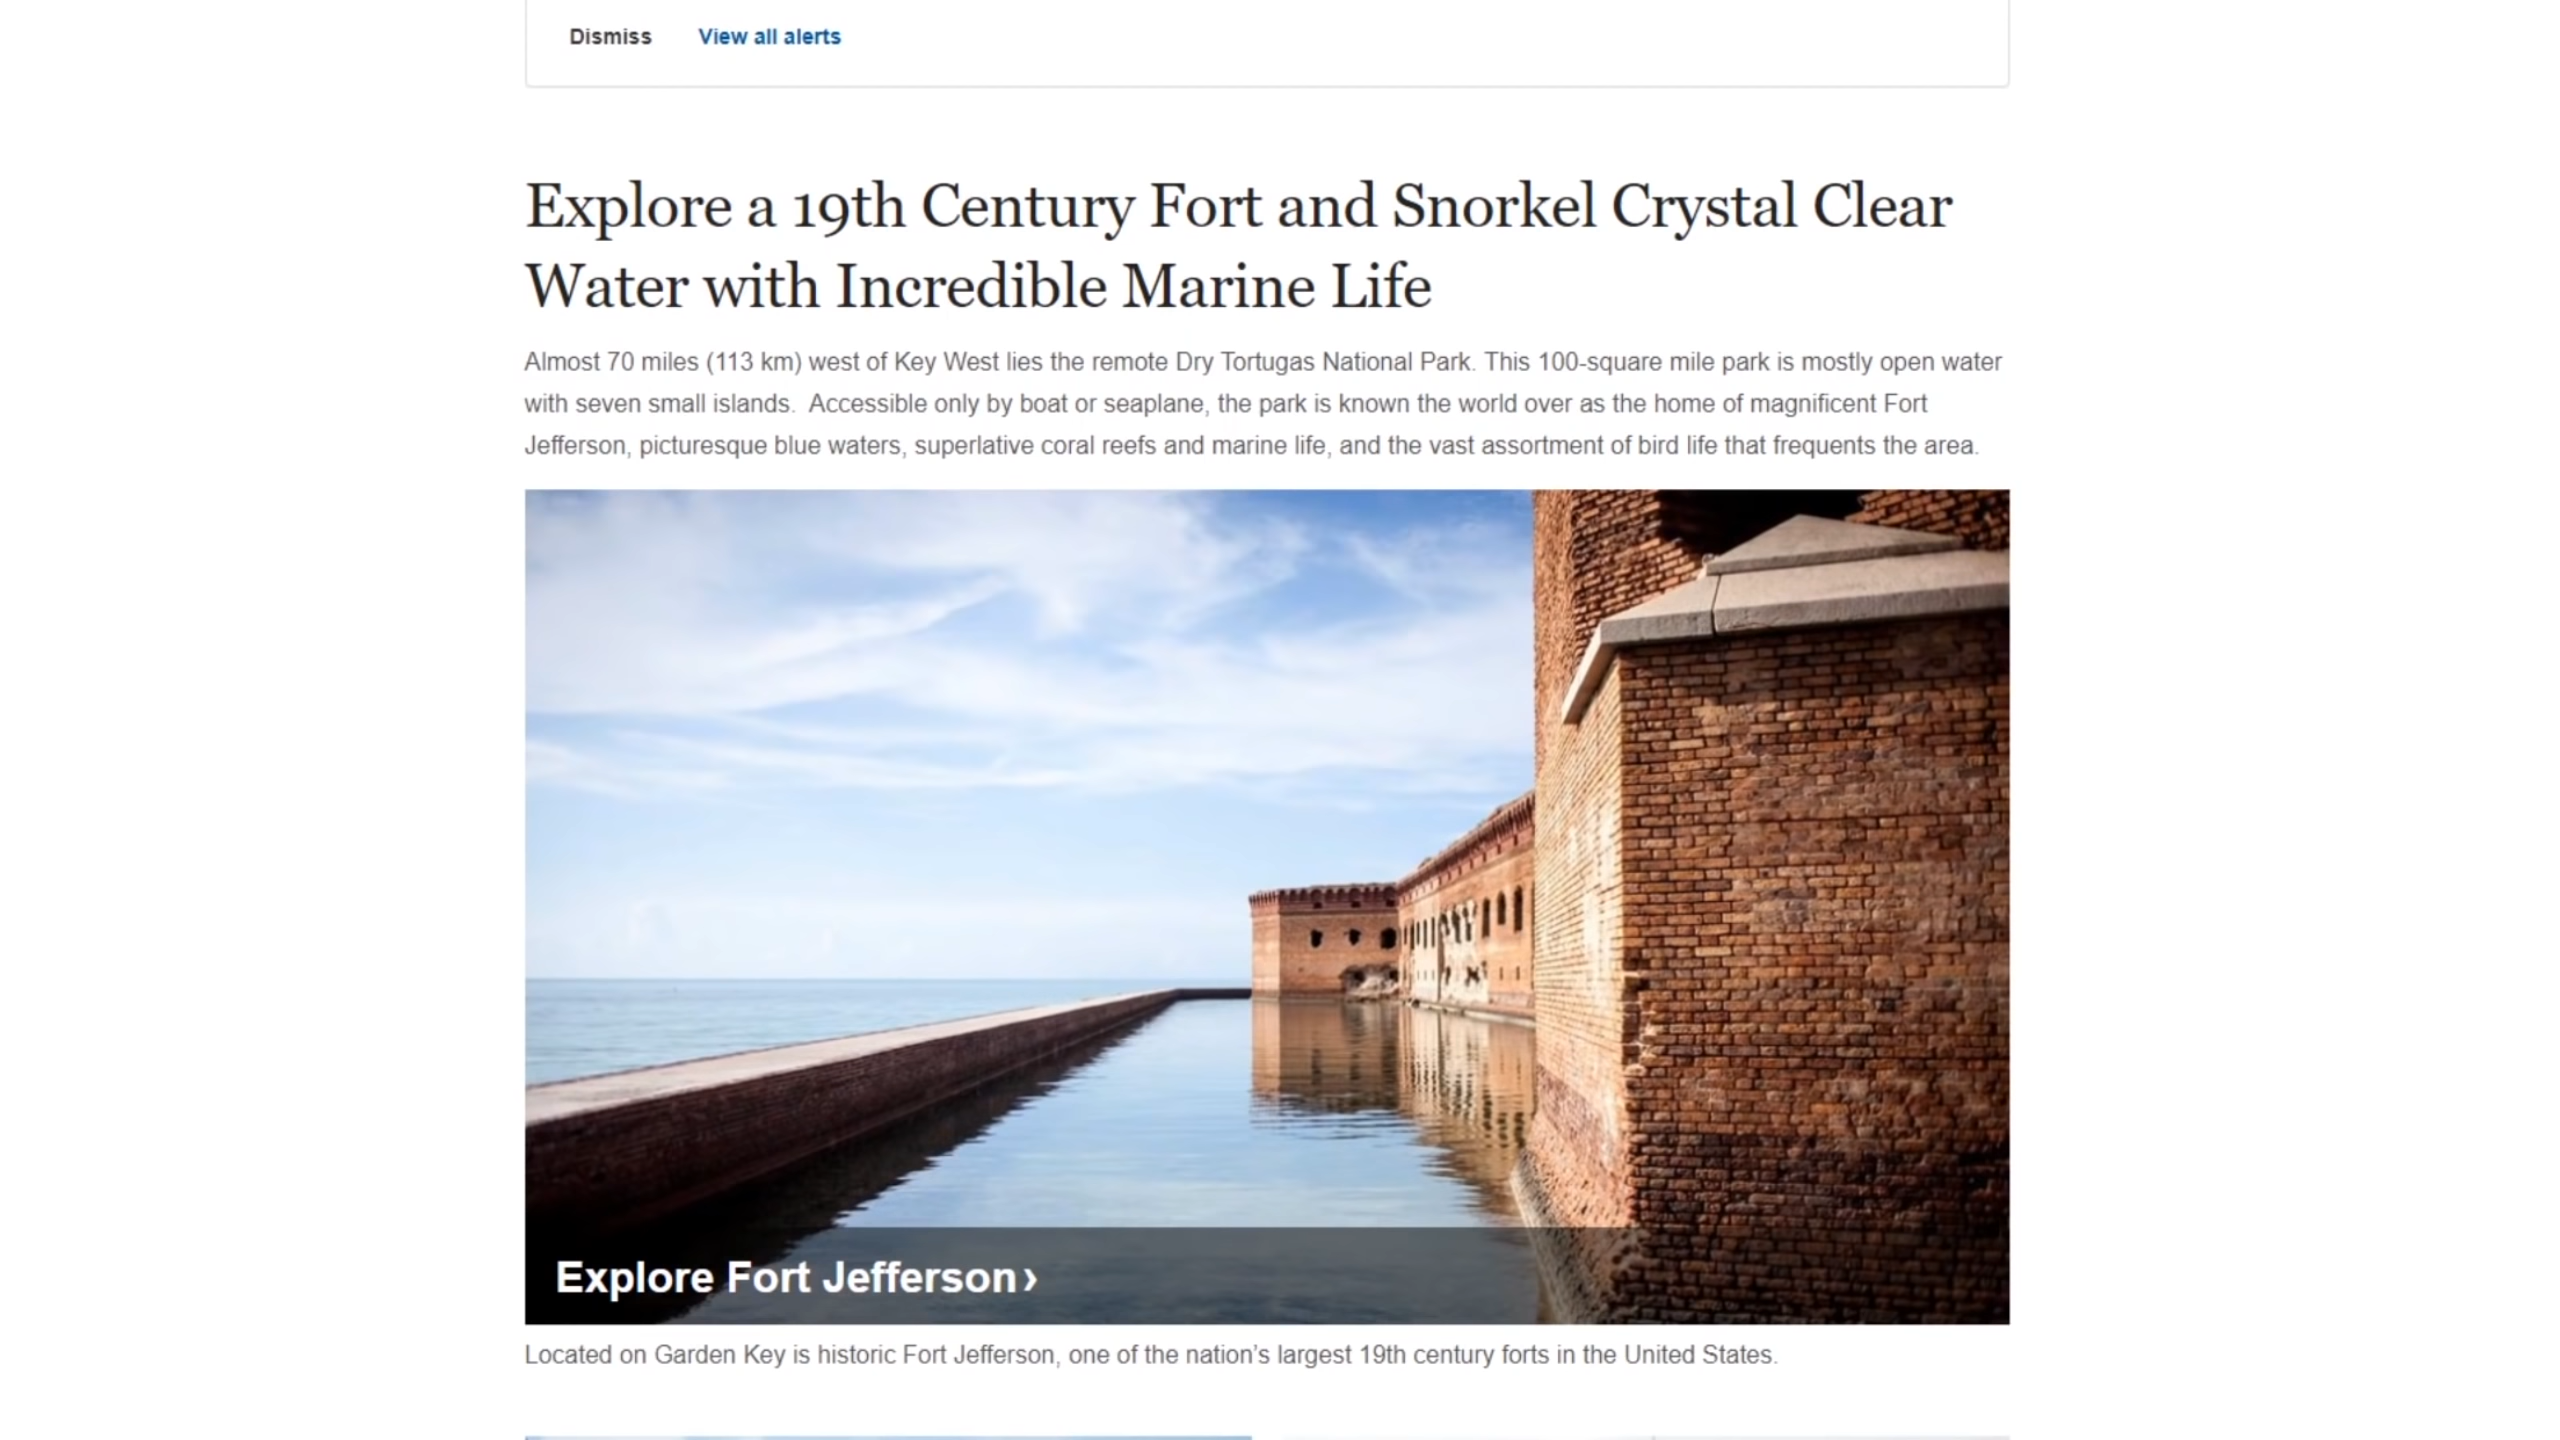 Dismiss View all alerts
Explore a 19th Century Fort and Snorkel Crystal Clear
Water with Incredible Marine Life
Almost 70 miles (113 km) west of Key West lies the remote Dry Tortugas National Park. This 100-square mile park is mostly open water
with seven small islands.  Accessible only by boat or seaplane, the park is known the world over as the home of magnificent Fort
Jefferson, picturesque blue waters, superlative coral reefs and marine life, and the vast assortment of bird life that frequents the area.
Explore Fort Jefferson›
Located on Garden Key is historic Fort Jefferson, one of the nation’s largest 19th century forts in the United States.